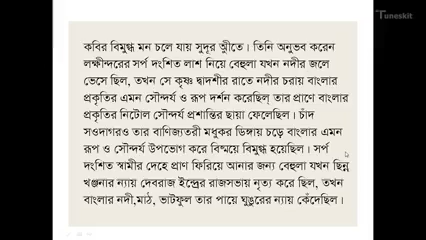 Tuneskit
কবির বিমুগ্ধ মন চলে যায় সুদূর অতীতে। তিনি অনুভব করেন
লক্ষীন্দরের সর্প দংশিত লাশ নিয়ে বেহুলা যখন নদীর জলে
ভেসে ছিল, তখন সে কৃষ্ণ দ্বাদশীর রাতে নদীর চরায় বাংলার
প্রকৃতির এমন সৌন্দর্য ও রূপ দর্শন করেছিল্ তার প্রাণে বাংলার
প্রকৃতির নিটোল সৌন্দর্য প্রশান্তির ছায়া ফেলেছিল। চাঁদ
সওদাগরও তার বাণিজ্যতরী মধুকর ডিঙ্গায় চড়ে বাংলার এমন
রূপ ও সৌন্দর্য উপভোগ করে বিষ্ময়ে বিমুগ্ধ হয়েছিল। সর্প
দংশিত স্বামীর দেহে প্রাণ ফিরিয়ে আনার জন্য বেহুলা যখন ছিন্ন
খঞ্জনার ন্যায় দেবরাজ ইন্দ্রের রাজসভায় নৃত্য করে ছিল, তখন
বাংলার নদী,মাঠ, ভাটফুল তার পায়ে ঘুঙুরের ন্যায় কেঁদেছিল।